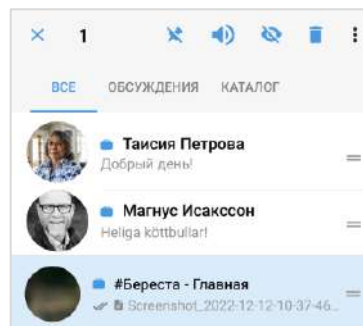 1
ВСЕ ОБСУЖДЕНИЯ КАТАЛОГ
Таисия Петрова
Добрый день!
Магнус Исакссон
Heliga köttbullar!
#Береста - Главная
Screenshot_2022-12-12-10-37-46...